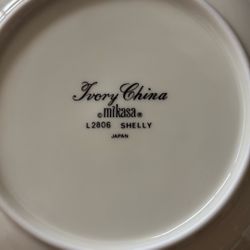 Ivory China
© mikasa ®
L2806 SHELLY
JAPAN